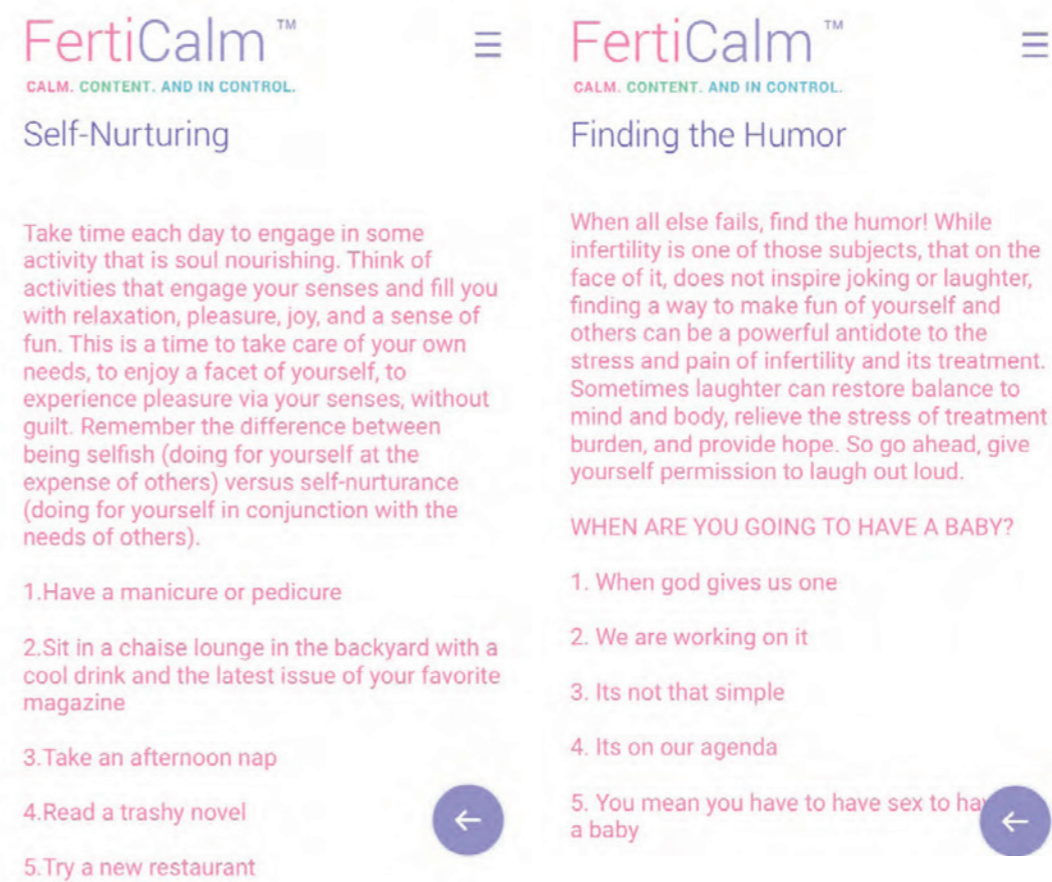 FertiCalm™
CALM. CONTENT. AND IN CONTROL.
Self-Nurturing
Take time each day to engage in some
activity that is soul nourishing. Think of
activities that engage your senses and fill you
with relaxation, pleasure, joy, and a sense of
fun. This is a time to take care of your own
needs, to enjoy a facet of yourself, to
experience pleasure via your senses, without
guilt. Remember the difference between
being selfish (doing for yourself at the
expense of others) versus self-nurturance
(doing for yourself in conjunction with the
needs of others).
1.Have a manicure or pedicure
2.Sit in a chaise lounge in the backyard with a
cool drink and the latest issue of your favorite
magazine
3.Take an afternoon nap
4.Read a trashy novel
5.Try a new restaurant
FertiCalm™
CALM. CONTENT. AND IN CONTROL.
Finding the Humor
When all else fails, find the humor! While
infertility is one of those subjects, that on the
face of it, does not inspire joking or laughter,
finding a way to make fun of yourself and
others can be a powerful antidote to the
stress and pain of infertility and its treatment.
Sometimes laughter can restore balance to
mind and body, relieve the stress of treatment
burden, and provide hope. So go ahead, give
yourself permission to laugh out loud.
WHEN ARE YOU GOING TO HAVE A BABY?
1. When god gives us one
2. We are working on it
3. Its not that simple
4. Its on our agenda
5. You mean you have to have sex to
a baby